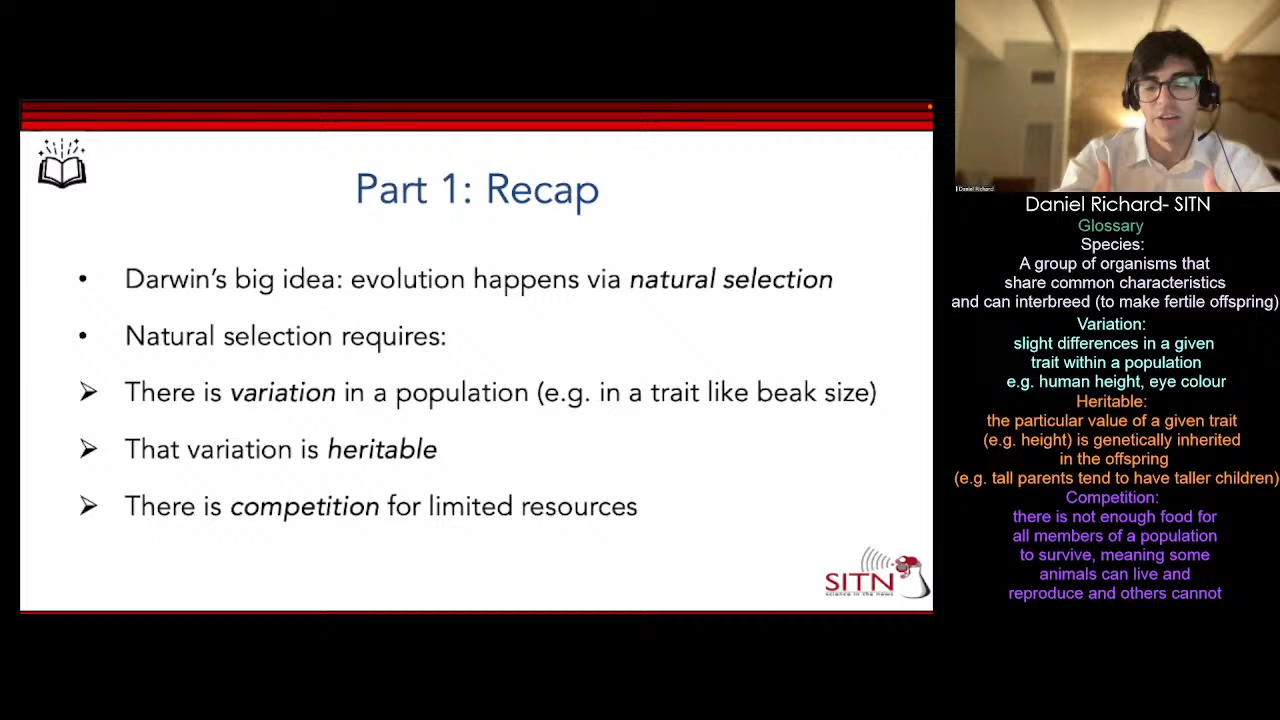 Part 1: Recap
• Darwin's big idea: evolution happens via natural selection
• Natural selection requires:
➢ There is variation in a population (e.g. in a trait like beak size)
➢ That variation is heritable
➢ There is competition for limited resources
SITN
science in the news
Daniel Richard
Daniel Richard- SITN
Glossary
Species:
A group of organisms that
share common characteristics
and can interbreed (to make fertile offspring)
Variation:
slight differences in a given
trait within a population
e.g. human height, eye colour
Heritable:
the particular value of a given trait
(e.g. height) is genetically inherited
in the offspring
(e.g. tall parents tend to have taller children)
Competition:
there is not enough food for
all members of a population
to survive, meaning some
animals can live and
reproduce and others cannot